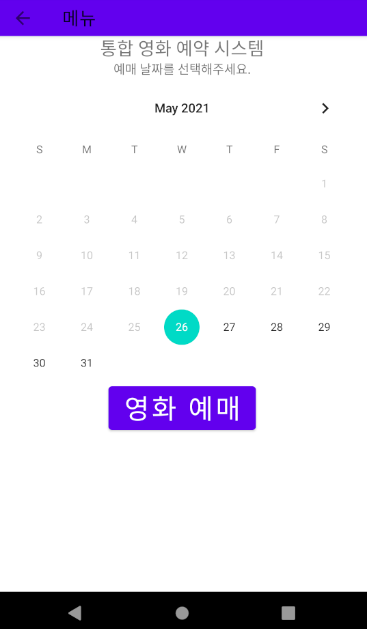 메뉴
통합 영화 예약 시스템
예매 날짜를 선택해주세요.
May 2021
S M T W T F S
1
2 3 4 5 6 7 8
9 10 11 12 13 14 15
16 17 18 19 20 21 22
23 24 25 26 27 28 29
30 31
영화 예매